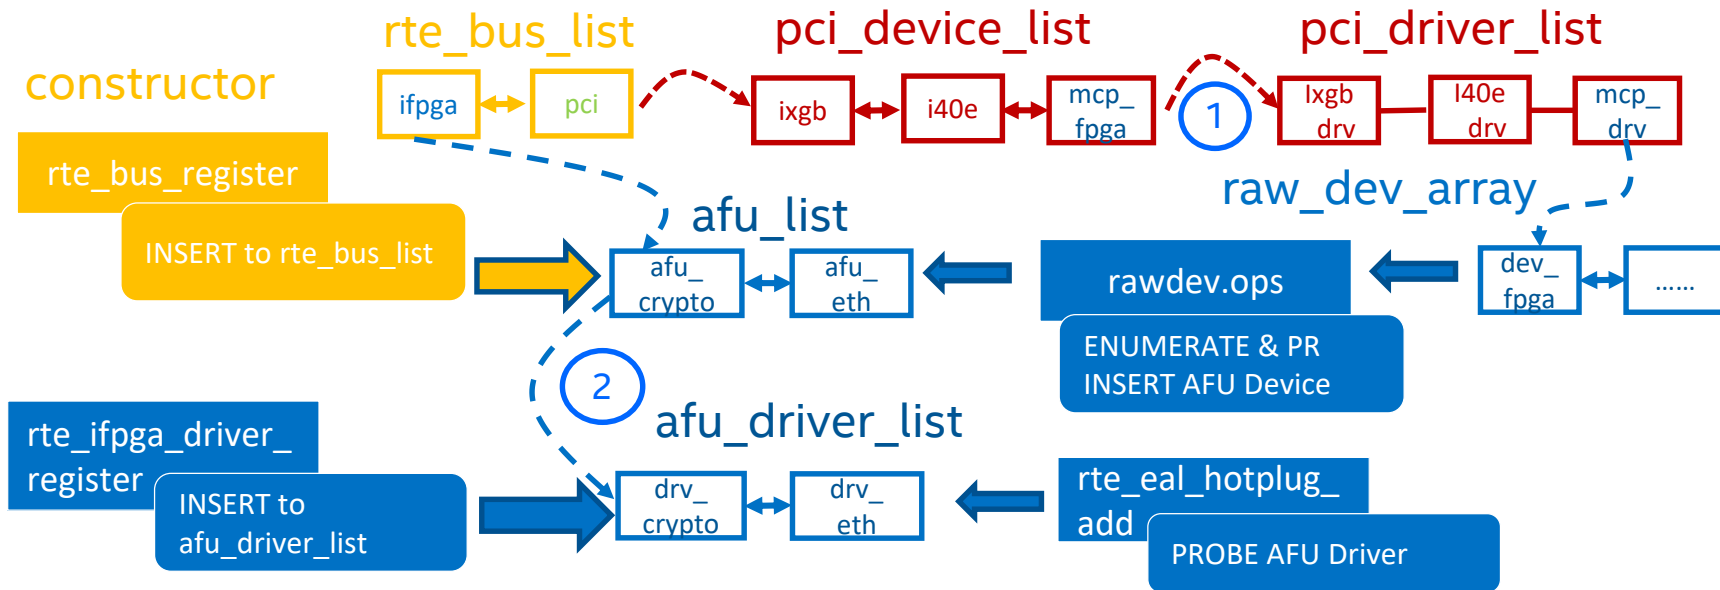 rte_bus_list
pci_device_list
pci_driver_list
constructor
ifpga
pci
ixgb
i40e
mcp_
fpga
1
Ixgb
drv
I40e
drv
mcp_
drv
rte_bus_register
INSERT to rte_bus_list
afu_list
raw_dev_array
afu_
crypto
afu_
eth
rawdev.ops
ENUMERATE & PR
INSERT AFU Device
dev_
fpga
......
2
rte_ifpga_driver_
register
INSERT to
afu_driver_list
afu_driver_list
drv_
crypto
drv_
eth
rte_eal_hotplug_
add
PROBE AFU Driver